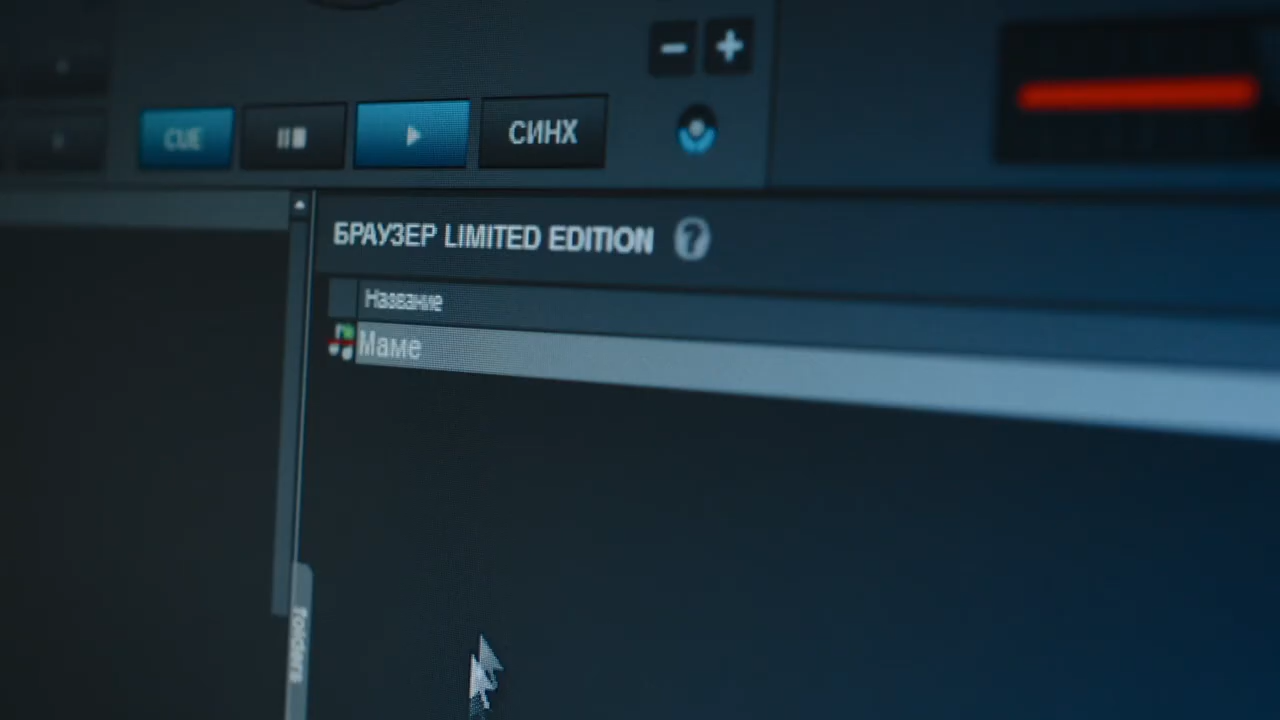 CUE
СИНХ
БРАУЗЕР LIMITED EDITION ?
Название
Маме
folders